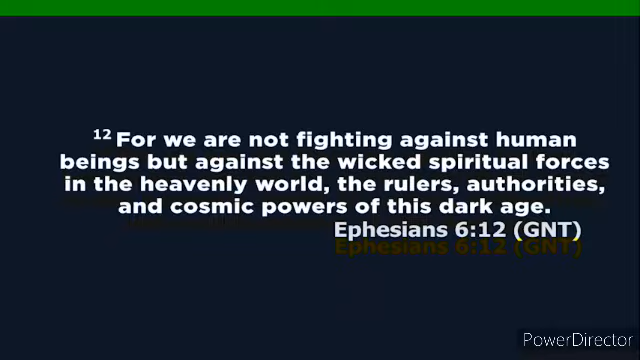 12 For we are not fighting against human
beings but against the wicked spiritual forces
in the heavenly world, the rulers, authorities,
and cosmic powers of this dark age.
Ephesians 6:12 (GNT)
Ephesians 6:12 (GNT)
PowerDirector